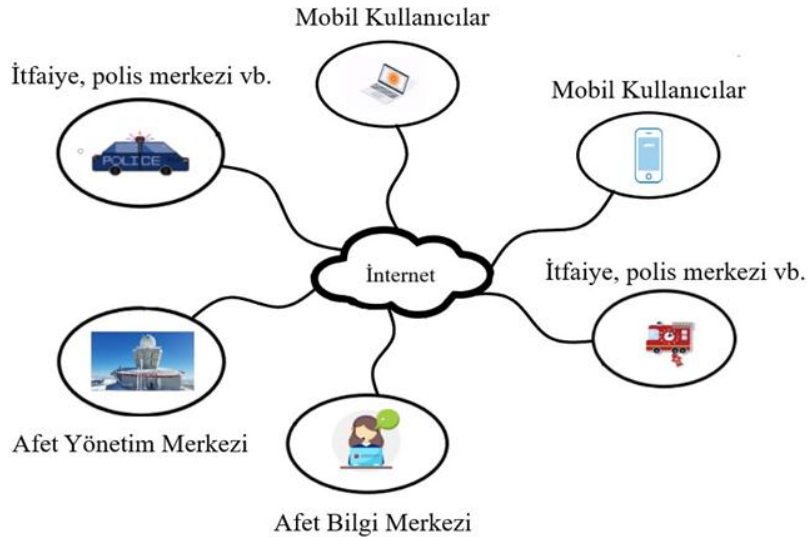 Mobil Kullanıcılar
İtfaiye, polis merkezi vb.
Mobil Kullanıcılar
POLICE
İnternet
İtfaiye, polis merkezi vb.
Afet Yönetim Merkezi
Afet Bilgi Merkezi